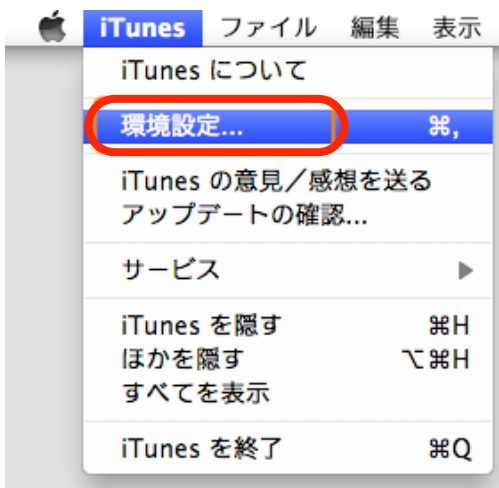 iTunes ファイル 編集 表示
iTunes について
環境設定... ⌘,
iTunes の意見／感想を送る
アップデートの確認...
サービス ▶
iTunes を隠す ⌘H
ほかを隠す ⌥⌘H
すべてを表示
iTunes を終了 ⌘Q